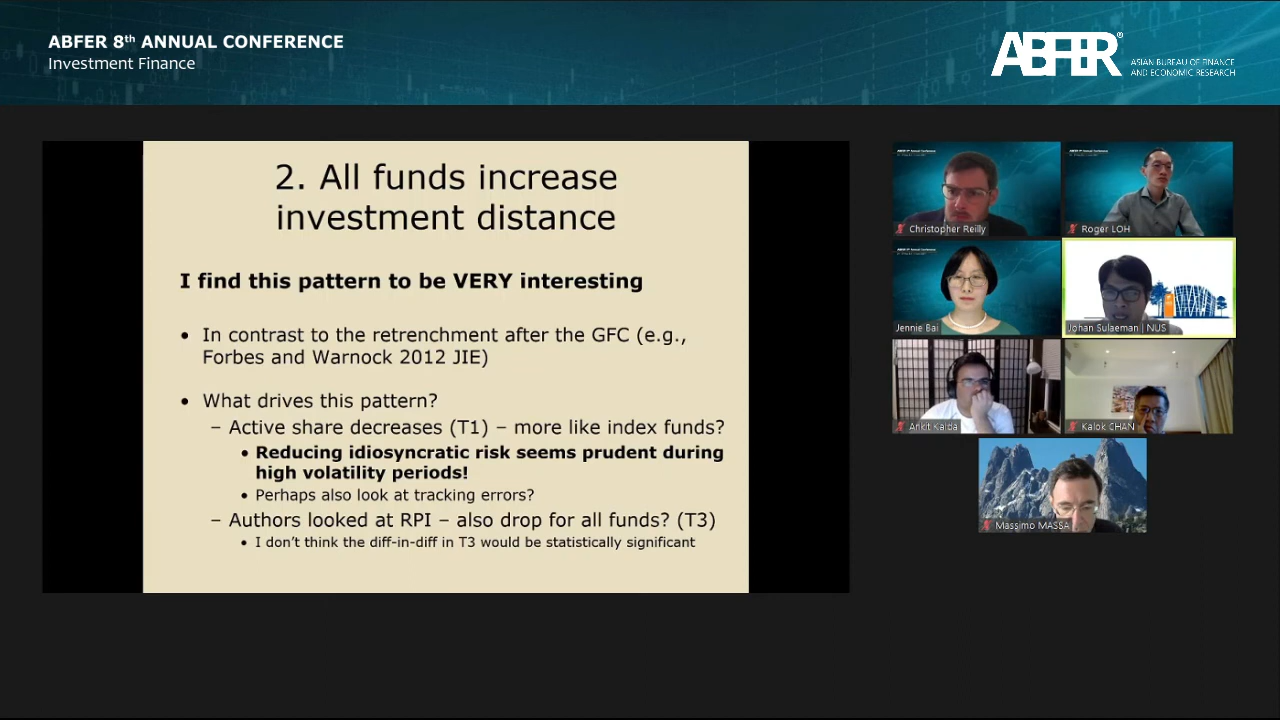 ABFER 8th ANNUAL CONFERENCE
Investment Finance
ABFER®
ASIAN BUREAU OF FINANCE
AND ECONOMIC RESEARCH
2. All funds increase
investment distance
I find this pattern to be VERY interesting
• In contrast to the retrenchment after the GFC (e.g.,
Forbes and Warnock 2012 JIE)
• What drives this pattern?
– Active share decreases (T1) – more like index funds?
• Reducing idiosyncratic risk seems prudent during
high volatility periods!
• Perhaps also look at tracking errors?
– Authors looked at RPI – also drop for all funds? (T3)
• I don't think the diff-in-diff in T3 would be statistically significant
Christopher Reilly
Roger LOH
Jennie Bai
Johan Sulaeman | NUS
Ankit Kalda
Kalok CHAN
Massimo MASSA